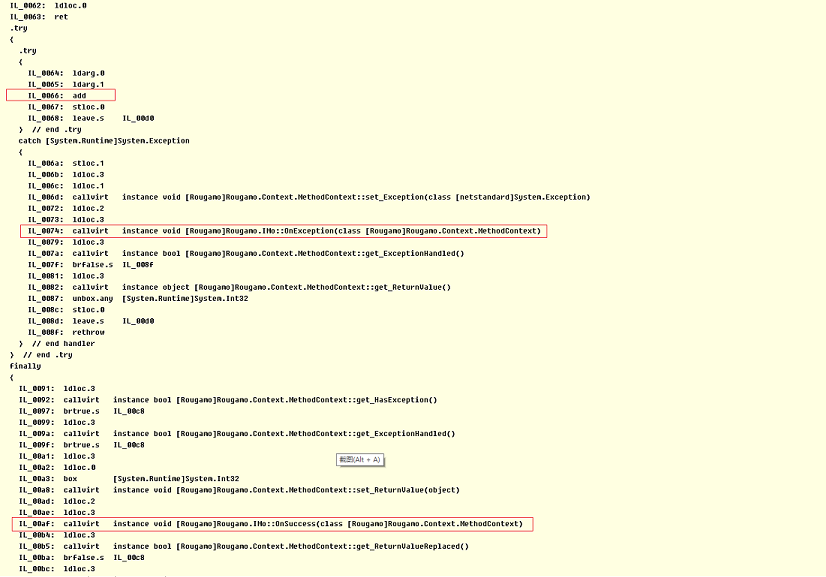 IL_0062:  ldloc.0
IL_0063:  ret
.try
{
.try
{
IL_0064:  ldarg.0
IL_0065:  ldarg.1
IL_0066:  add
IL_0067:  stloc.0
IL_0068:  leave.s    IL_00d0
}  // end .try
catch [System.Runtime]System.Exception
{
IL_006a:  stloc.1
IL_006b:  ldloc.3
IL_006c:  ldloc.1
IL_006d:  callvirt   instance void [Rougamo]Rougamo.Context.MethodContext::set_Exception(class [netstandard]System.Exception)
IL_0072:  ldloc.2
IL_0073:  ldloc.3
IL_0074:  callvirt   instance void [Rougamo]Rougamo.IMo::OnException(class [Rougamo]Rougamo.Context.MethodContext)
IL_0079:  ldloc.3
IL_007a:  callvirt   instance bool [Rougamo]Rougamo.Context.MethodContext::get_ExceptionHandled()
IL_007f:  brfalse.s  IL_008f
IL_0081:  ldloc.3
IL_0082:  callvirt   instance object [Rougamo]Rougamo.Context.MethodContext::get_ReturnValue()
IL_0087:  unbox.any  [System.Runtime]System.Int32
IL_008c:  stloc.0
IL_008d:  leave.s    IL_00d0
IL_008f:  rethrow
}  // end handler
}  // end .try
finally
{
IL_0091:  ldloc.3
IL_0092:  callvirt   instance bool [Rougamo]Rougamo.Context.MethodContext::get_HasException()
IL_0097:  brtrue.s   IL_00c8
IL_0099:  ldloc.3
IL_009a:  callvirt   instance bool [Rougamo]Rougamo.Context.MethodContext::get_ExceptionHandled()
IL_009f:  brtrue.s   IL_00c8
IL_00a1:  ldloc.3
截图(Alt + A)
IL_00a2:  ldloc.0
IL_00a3:  box        [System.Runtime]System.Int32
IL_00a8:  callvirt   instance void [Rougamo]Rougamo.Context.MethodContext::set_ReturnValue(object)
IL_00ad:  ldloc.2
IL_00ae:  ldloc.3
IL_00af:  callvirt   instance void [Rougamo]Rougamo.IMo::OnSuccess(class [Rougamo]Rougamo.Context.MethodContext)
IL_00b4:  ldloc.3
IL_00b5:  callvirt   instance bool [Rougamo]Rougamo.Context.MethodContext::get_ReturnValueReplaced()
IL_00ba:  brfalse.s  IL_00c8
IL_00bc:  ldloc.3